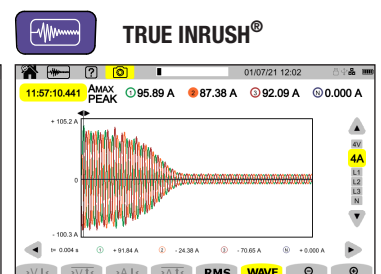 TRUE INRUSH®
01/07/21 12:02
11:57:10.441 AMAX PEAK 1 95.89 A 2 87.38 A 3 92.09 A N 0.000 A
+ 105.2 A
0
- 100.3 A
4V
4A
L1
L2
L3
N
t= 0.004 s 1 + 91.84 A 2 - 24.38 A 3 - 70.65 A N + 0.000 A
RMS WAVE